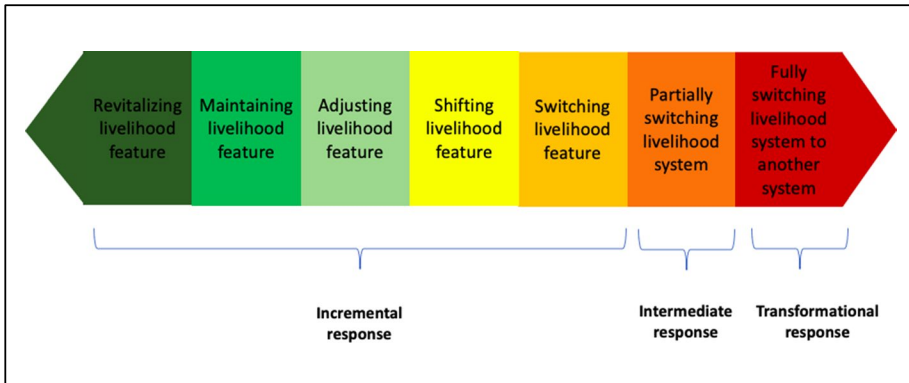 Revitalizing
livelihood
feature
Maintaining
livelihood
feature
Adjusting
livelihood
feature
Shifting
livelihood
feature
Switching
livelihood
feature
Partially
switching
livelihood
system
Fully
switching
livelihood
system to
another
system
Incremental
response
Intermediate
response
Transformational
response